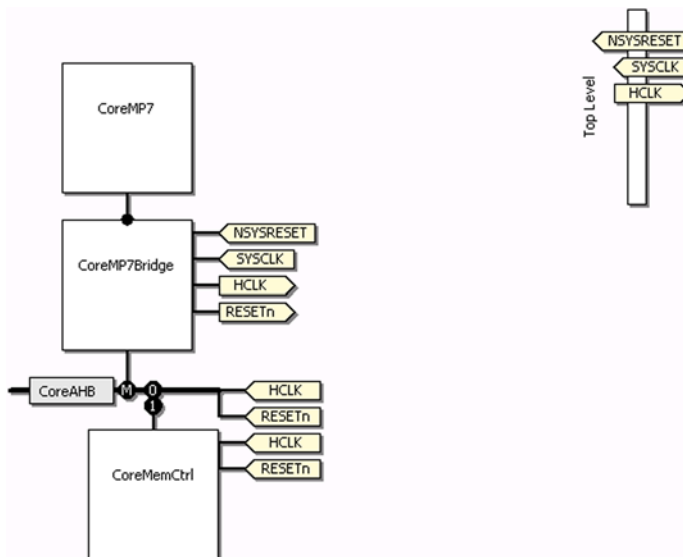 NSYSRESET
SYSCLK
HCLK
Top Level
CoreMP7
CoreMP7Bridge
NSYSRESET
SYSCLK
HCLK
RESETn
CoreAHB
M
0
1
HCLK
RESETn
HCLK
RESETn
CoreMemCtrl